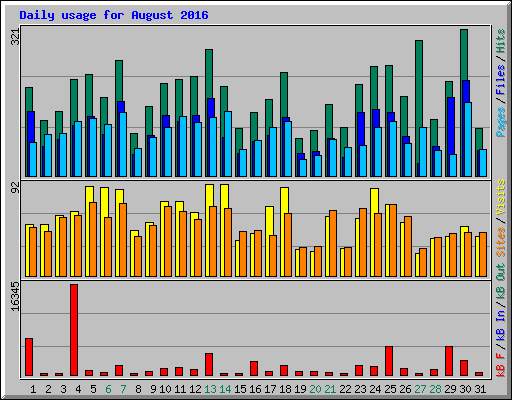 Daily usage for August 2016
321
Pages / Files / Hits
92
Sites / Visits
16345
kB F / kB In / kB Out
1 2 3 4 5 6 7 8 9 10 11 12 13 14 15 16 17 18 19 20 21 22 23 24 25 26 27 28 29 30 31